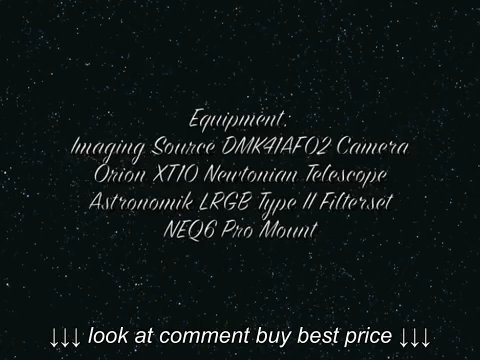 Equipment:
Imaging Source DMK41AF02 Camera
Orion XT10 Newtonian Telescope
Astronomik LRGB Type II Filterset
NEQ6 Pro Mount
↓↓↓ look at comment buy best price ↓↓↓